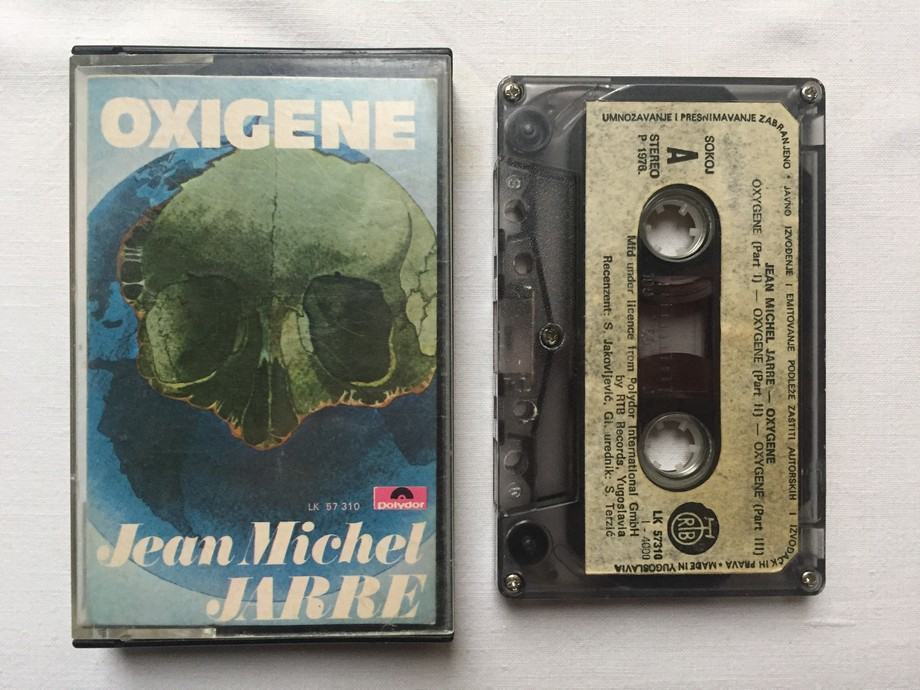 OXIGENE
LK 57 310
Polydor
Jean Michel
JARRE
UMNOŽAVANJE I PRESNIMAVANJE ZABRANJENO • JAVNO IZVOĐENJE I EMITOVANJE PODLEŽE ZAŠTITI AUTORSKIH I IZVOĐAČKIH PRAVA • MADE IN YUGOSLAVIA
SOKOJ
A
STEREO
P 1976.
JEAN MICHEL JARRE — OXYGENE
OXYGENE (Part I) — OXYGENE (Part II) — OXYGENE (Part III)
Mfd under licence from Polydor International GmbH
by RTB Records, Yugoslavia
Recenzent: S. Jakovljević, Gl. urednik: S. Terzić
RTB
LK 57310
I - 4000